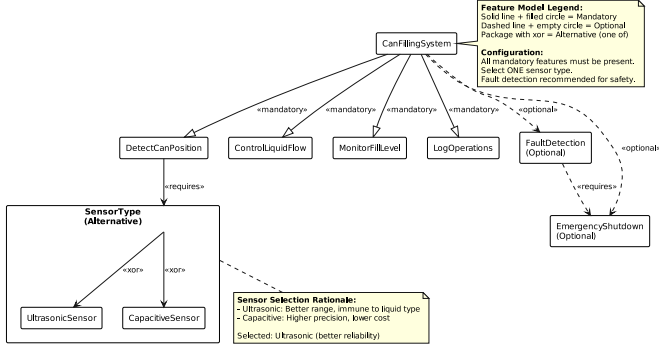 Feature Model Legend:
Solid line + filled circle = Mandatory
Dashed line + empty circle = Optional
Package with xor = Alternative (one of)
Configuration:
All mandatory features must be present.
Select ONE sensor type.
Fault detection recommended for safety.
CanFillingSystem
«mandatory»
«mandatory»
«mandatory»
«mandatory»
«optional»
«optional»
DetectCanPosition
ControlLiquidFlow
MonitorFillLevel
LogOperations
FaultDetection
(Optional)
«requires»
«requires»
SensorType
(Alternative)
EmergencyShutdown
(Optional)
«xor»
«xor»
UltrasonicSensor
CapacitiveSensor
Sensor Selection Rationale:
- Ultrasonic: Better range, immune to liquid type
- Capacitive: Higher precision, lower cost
Selected: Ultrasonic (better reliability)